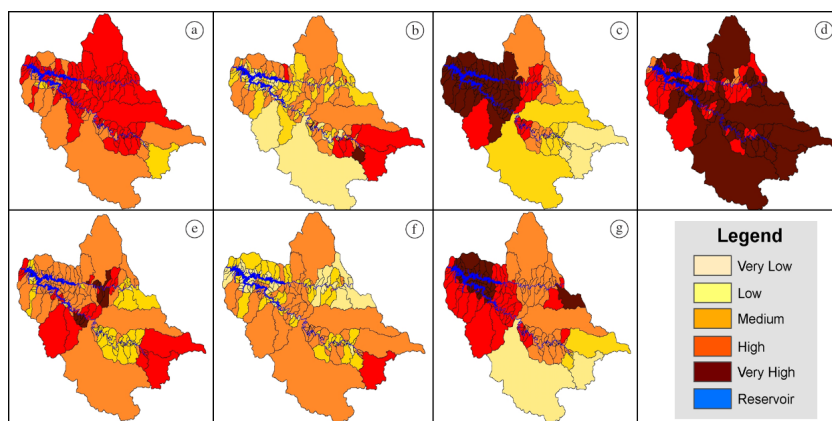 a
b
c
d
e
f
g
Legend
Very Low
Low
Medium
High
Very High
Reservoir